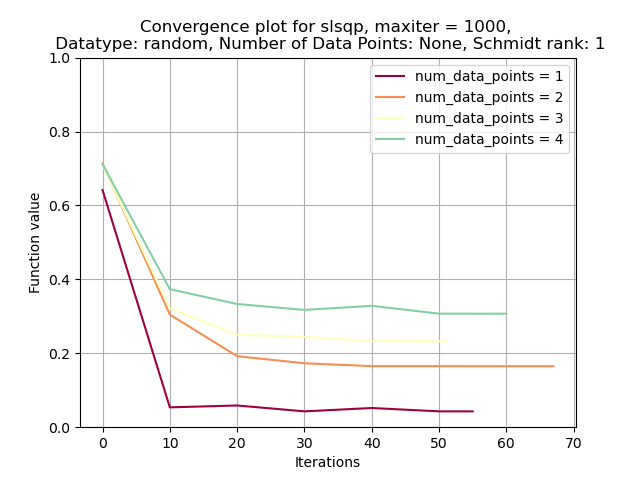 Convergence plot for slsqp, maxiter = 1000,
Datatype: random, Number of Data Points: None, Schmidt rank: 1
1.0
0.8
0.6
0.4
0.2
0.0
Function value
num_data_points = 1
num_data_points = 2
num_data_points = 3
num_data_points = 4
0 10 20 30 40 50 60 70
Iterations